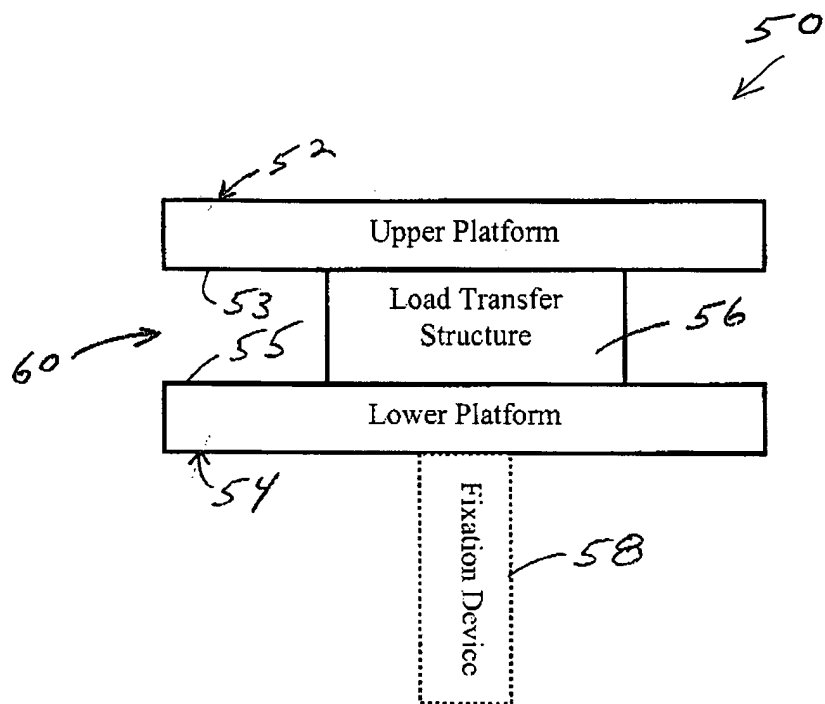 50
52
Upper Platform
53
Load Transfer
Structure
56
60
55
Lower Platform
54
Fixation Device
58